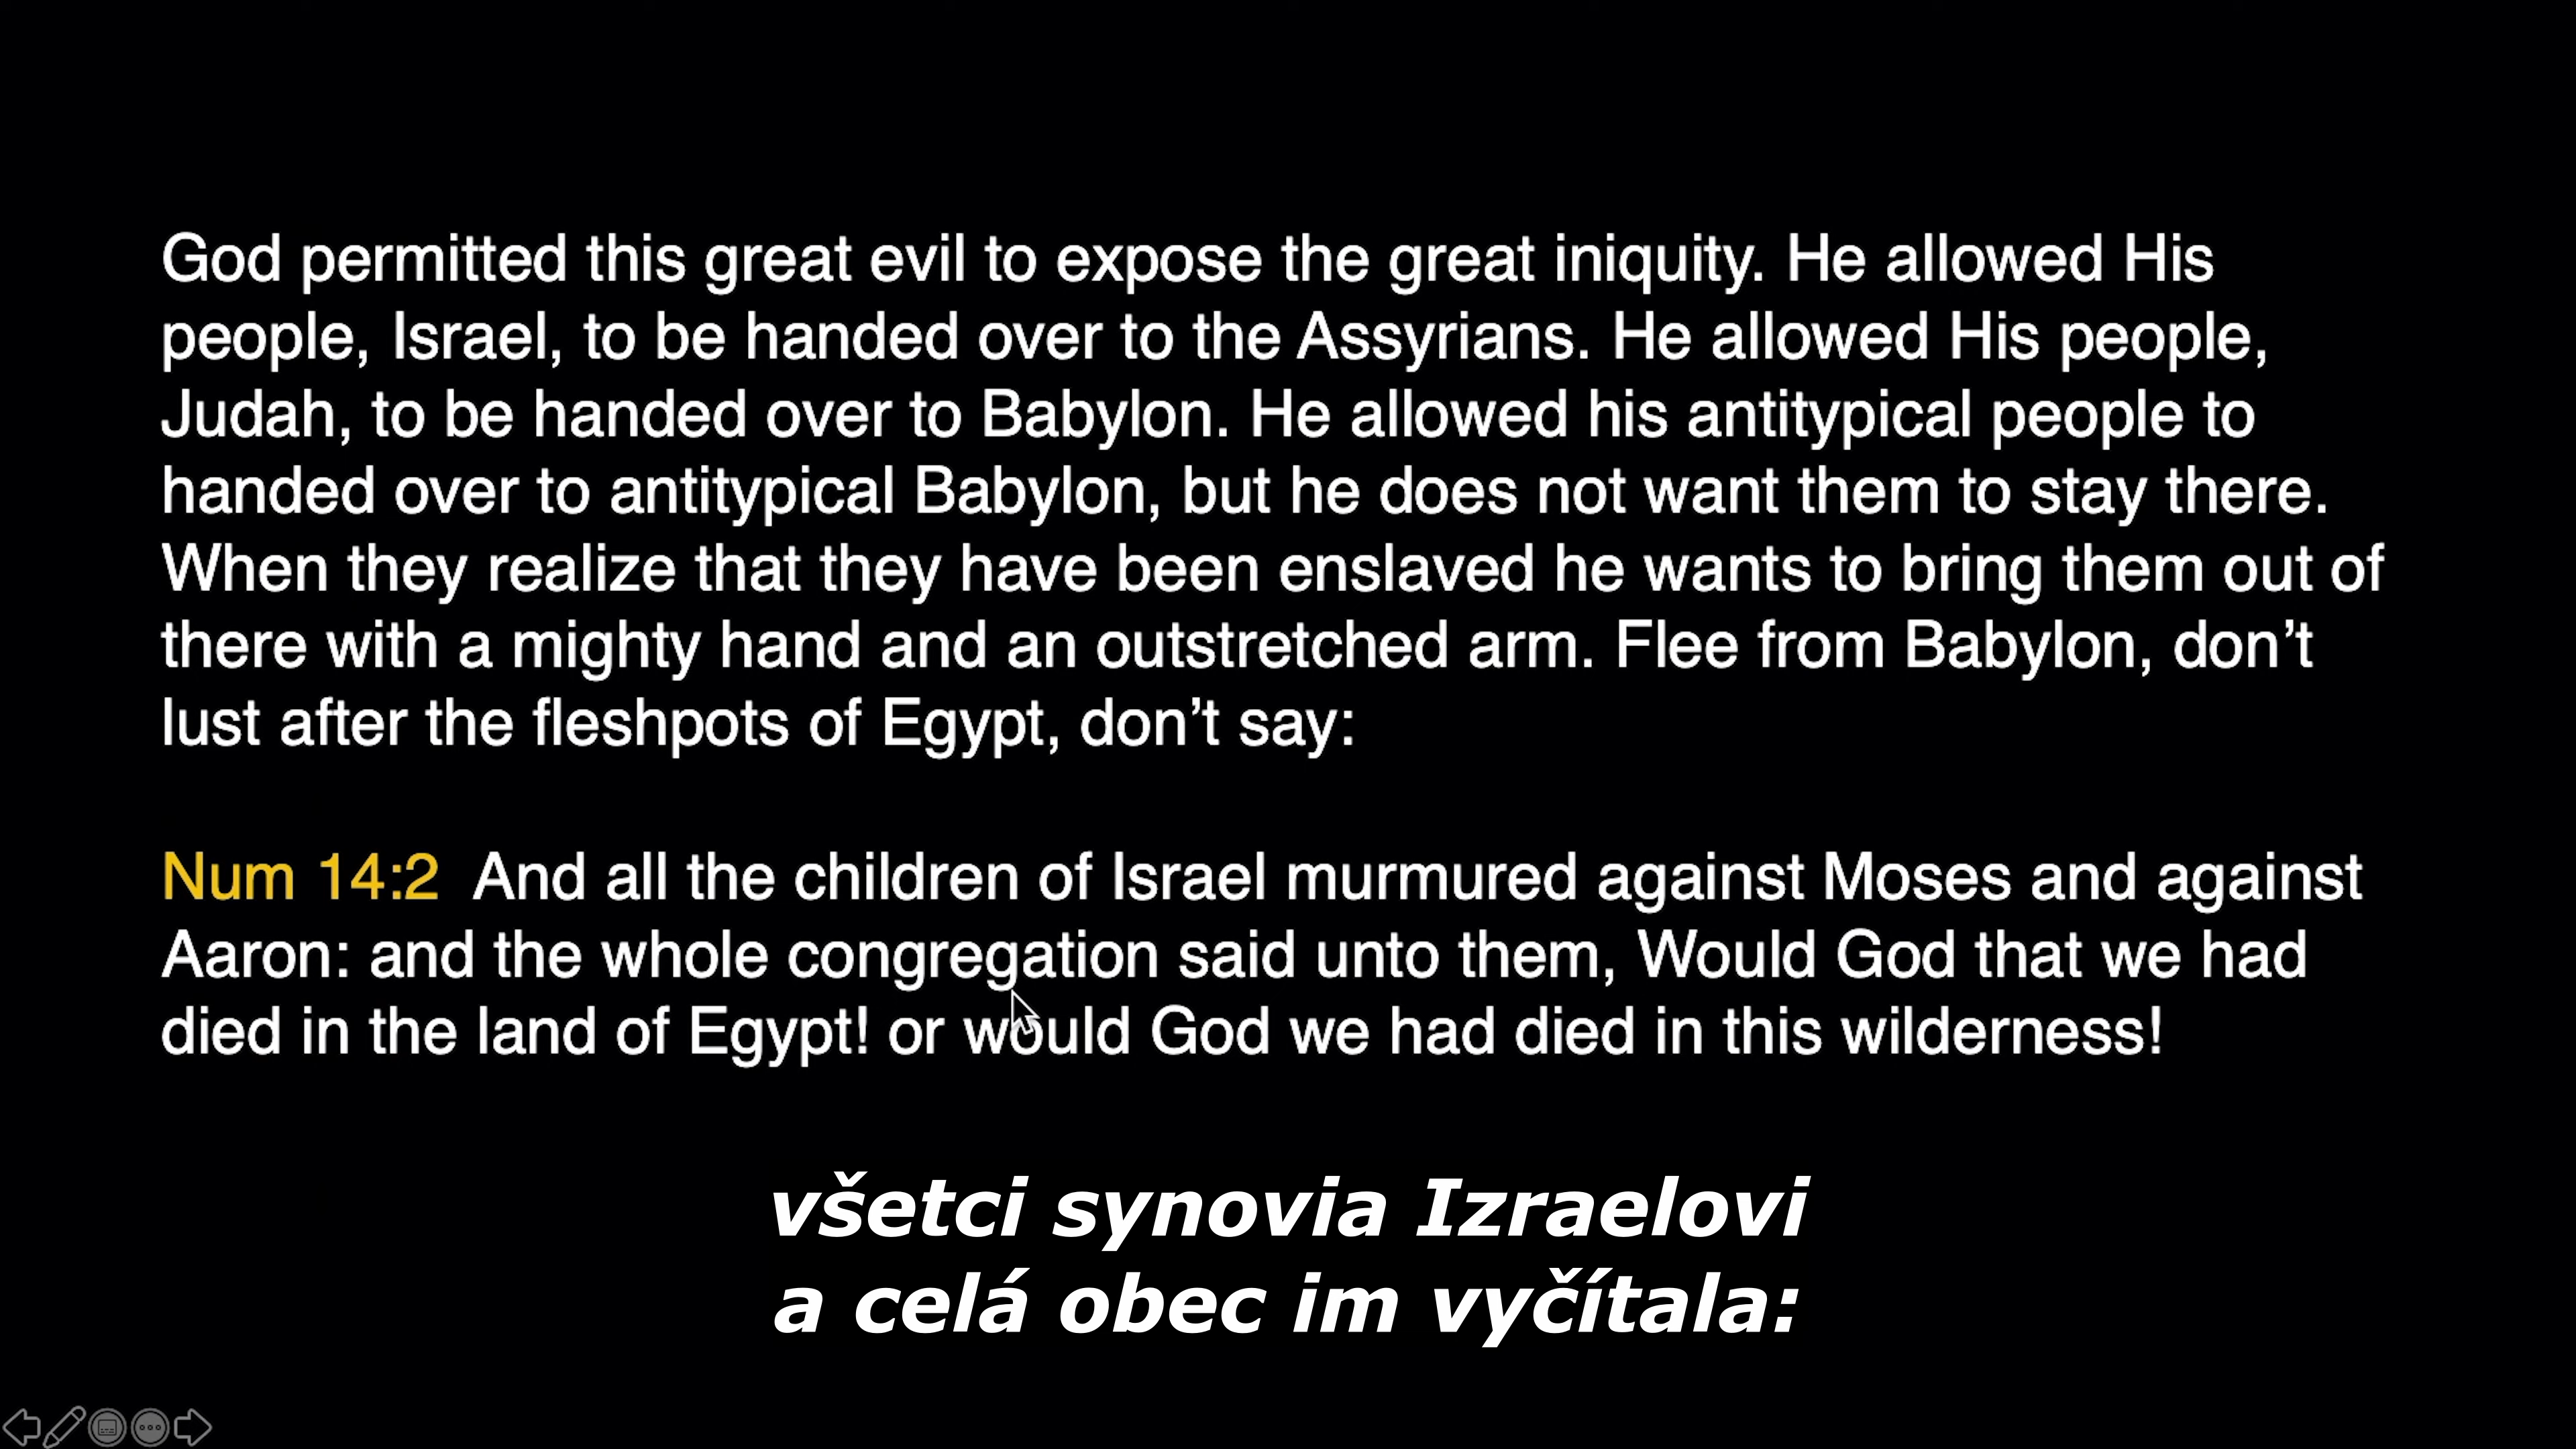 God permitted this great evil to expose the great iniquity. He allowed His
people, Israel, to be handed over to the Assyrians. He allowed His people,
Judah, to be handed over to Babylon. He allowed his antitypical people to
handed over to antitypical Babylon, but he does not want them to stay there.
When they realize that they have been enslaved he wants to bring them out of
there with a mighty hand and an outstretched arm. Flee from Babylon, don’t
lust after the fleshpots of Egypt, don’t say:
Num 14:2  And all the children of Israel murmured against Moses and against
Aaron: and the whole congregation said unto them, Would God that we had
died in the land of Egypt! or would God we had died in this wilderness!
všetci synovia Izraelovi
a celá obec im vyčítala: